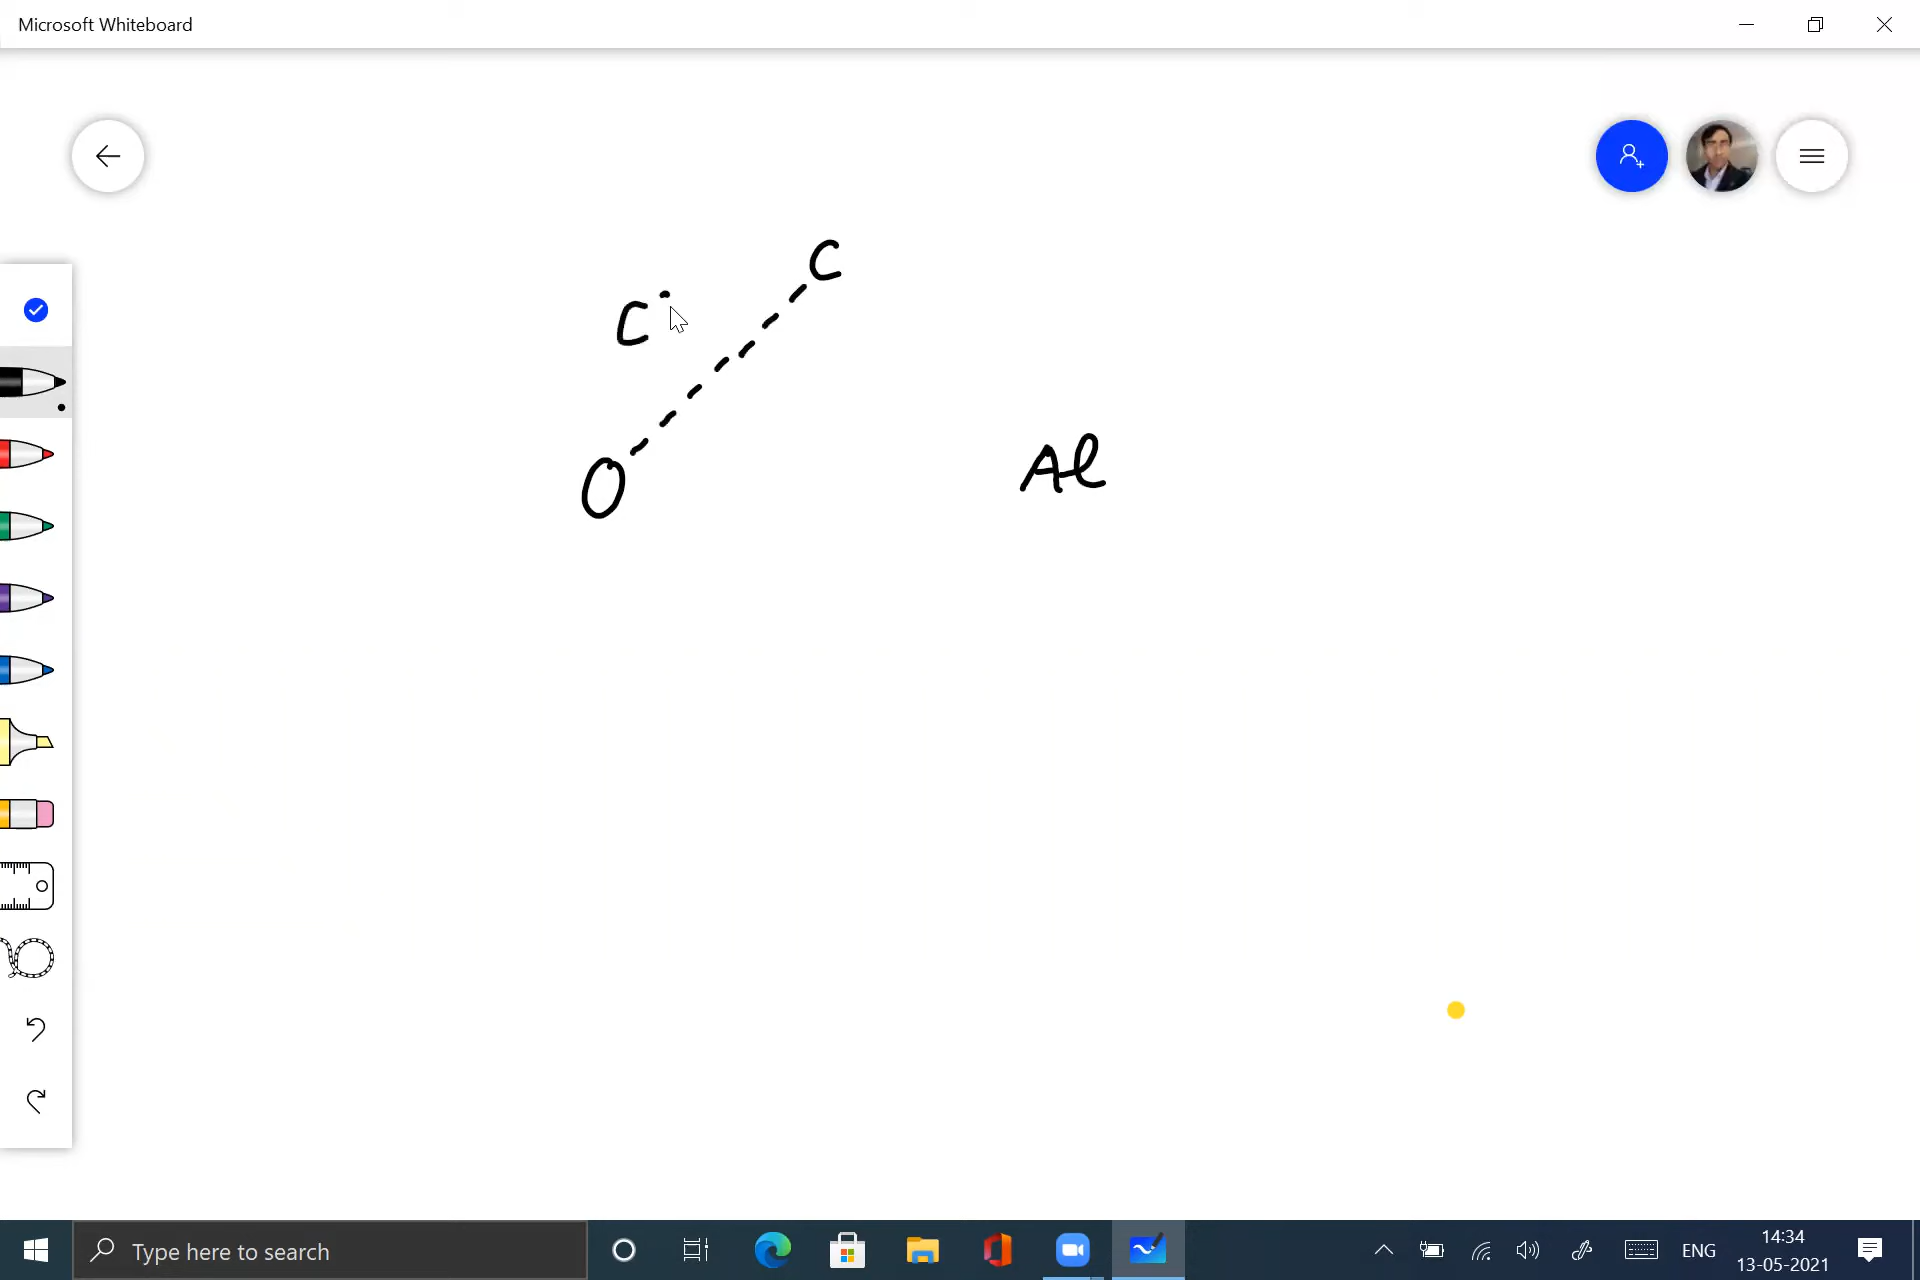 Microsoft Whiteboard
C
C
O
Al
Type here to search
ENG
14:34
13-05-2021